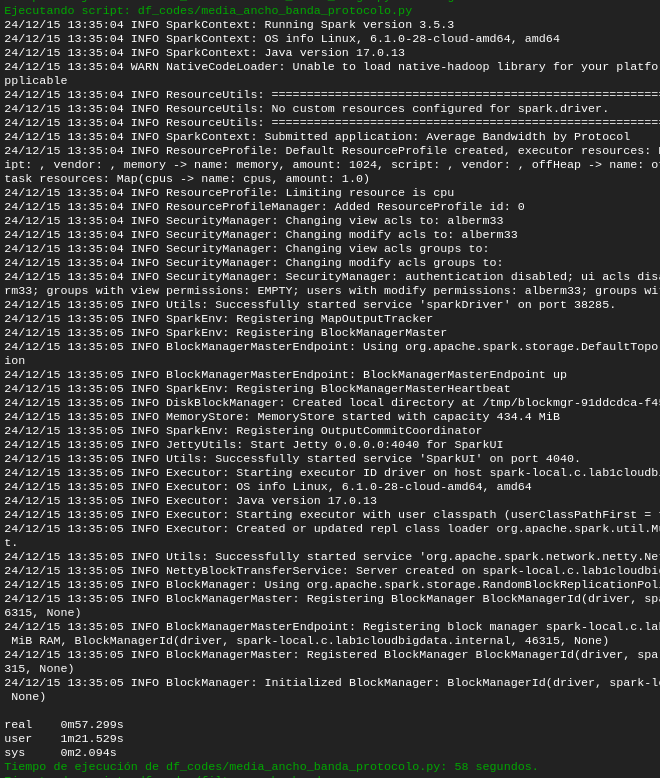 Ejecutando script: df_codes/media_ancho_banda_protocolo.py
24/12/15 13:35:04 INFO SparkContext: Running Spark version 3.5.3
24/12/15 13:35:04 INFO SparkContext: OS info Linux, 6.1.0-28-cloud-amd64, amd64
24/12/15 13:35:04 INFO SparkContext: Java version 17.0.13
24/12/15 13:35:04 WARN NativeCodeLoader: Unable to load native-hadoop library for your platfo
pplicable
24/12/15 13:35:04 INFO ResourceUtils: =======================================================
24/12/15 13:35:04 INFO ResourceUtils: No custom resources configured for spark.driver.
24/12/15 13:35:04 INFO ResourceUtils: =======================================================
24/12/15 13:35:04 INFO SparkContext: Submitted application: Average Bandwidth by Protocol
24/12/15 13:35:04 INFO ResourceProfile: Default ResourceProfile created, executor resources:
ipt: , vendor: , memory -> name: memory, amount: 1024, script: , vendor: , offHeap -> name: o
task resources: Map(cpus -> name: cpus, amount: 1.0)
24/12/15 13:35:04 INFO ResourceProfile: Limiting resource is cpu
24/12/15 13:35:04 INFO ResourceProfileManager: Added ResourceProfile id: 0
24/12/15 13:35:04 INFO SecurityManager: Changing view acls to: alberm33
24/12/15 13:35:04 INFO SecurityManager: Changing modify acls to: alberm33
24/12/15 13:35:04 INFO SecurityManager: Changing view acls groups to:
24/12/15 13:35:04 INFO SecurityManager: Changing modify acls groups to:
24/12/15 13:35:04 INFO SecurityManager: SecurityManager: authentication disabled; ui acls disa
rm33; groups with view permissions: EMPTY; users with modify permissions: alberm33; groups wi
24/12/15 13:35:05 INFO Utils: Successfully started service 'sparkDriver' on port 38285.
24/12/15 13:35:05 INFO SparkEnv: Registering MapOutputTracker
24/12/15 13:35:05 INFO SparkEnv: Registering BlockManagerMaster
24/12/15 13:35:05 INFO BlockManagerMasterEndpoint: Using org.apache.spark.storage.DefaultTopo
ion
24/12/15 13:35:05 INFO BlockManagerMasterEndpoint: BlockManagerMasterEndpoint up
24/12/15 13:35:05 INFO SparkEnv: Registering BlockManagerMasterHeartbeat
24/12/15 13:35:05 INFO DiskBlockManager: Created local directory at /tmp/blockmgr-91ddcdca-f4
24/12/15 13:35:05 INFO MemoryStore: MemoryStore started with capacity 434.4 MiB
24/12/15 13:35:05 INFO SparkEnv: Registering OutputCommitCoordinator
24/12/15 13:35:05 INFO JettyUtils: Start Jetty 0.0.0.0:4040 for SparkUI
24/12/15 13:35:05 INFO Utils: Successfully started service 'SparkUI' on port 4040.
24/12/15 13:35:05 INFO Executor: Starting executor ID driver on host spark-local.c.lab1cloudb
24/12/15 13:35:05 INFO Executor: OS info Linux, 6.1.0-28-cloud-amd64, amd64
24/12/15 13:35:05 INFO Executor: Java version 17.0.13
24/12/15 13:35:05 INFO Executor: Starting executor with user classpath (userClassPathFirst =
24/12/15 13:35:05 INFO Executor: Created or updated repl class loader org.apache.spark.util.Mu
t.
24/12/15 13:35:05 INFO Utils: Successfully started service 'org.apache.spark.network.netty.Ne
24/12/15 13:35:05 INFO NettyBlockTransferService: Server created on spark-local.c.lab1cloudbi
24/12/15 13:35:05 INFO BlockManager: Using org.apache.spark.storage.RandomBlockReplicationPol
24/12/15 13:35:05 INFO BlockManagerMaster: Registering BlockManager BlockManagerId(driver, spa
6315, None)
24/12/15 13:35:05 INFO BlockManagerMasterEndpoint: Registering block manager spark-local.c.la
MiB RAM, BlockManagerId(driver, spark-local.c.lab1cloudbigdata.internal, 46315, None)
24/12/15 13:35:05 INFO BlockManagerMaster: Registered BlockManager BlockManagerId(driver, spa
315, None)
24/12/15 13:35:05 INFO BlockManager: Initialized BlockManager: BlockManagerId(driver, spark-l
None)
real 0m57.299s
user 1m21.529s
sys 0m2.094s
Tiempo de ejecución de df_codes/media_ancho_banda_protocolo.py: 58 segundos.